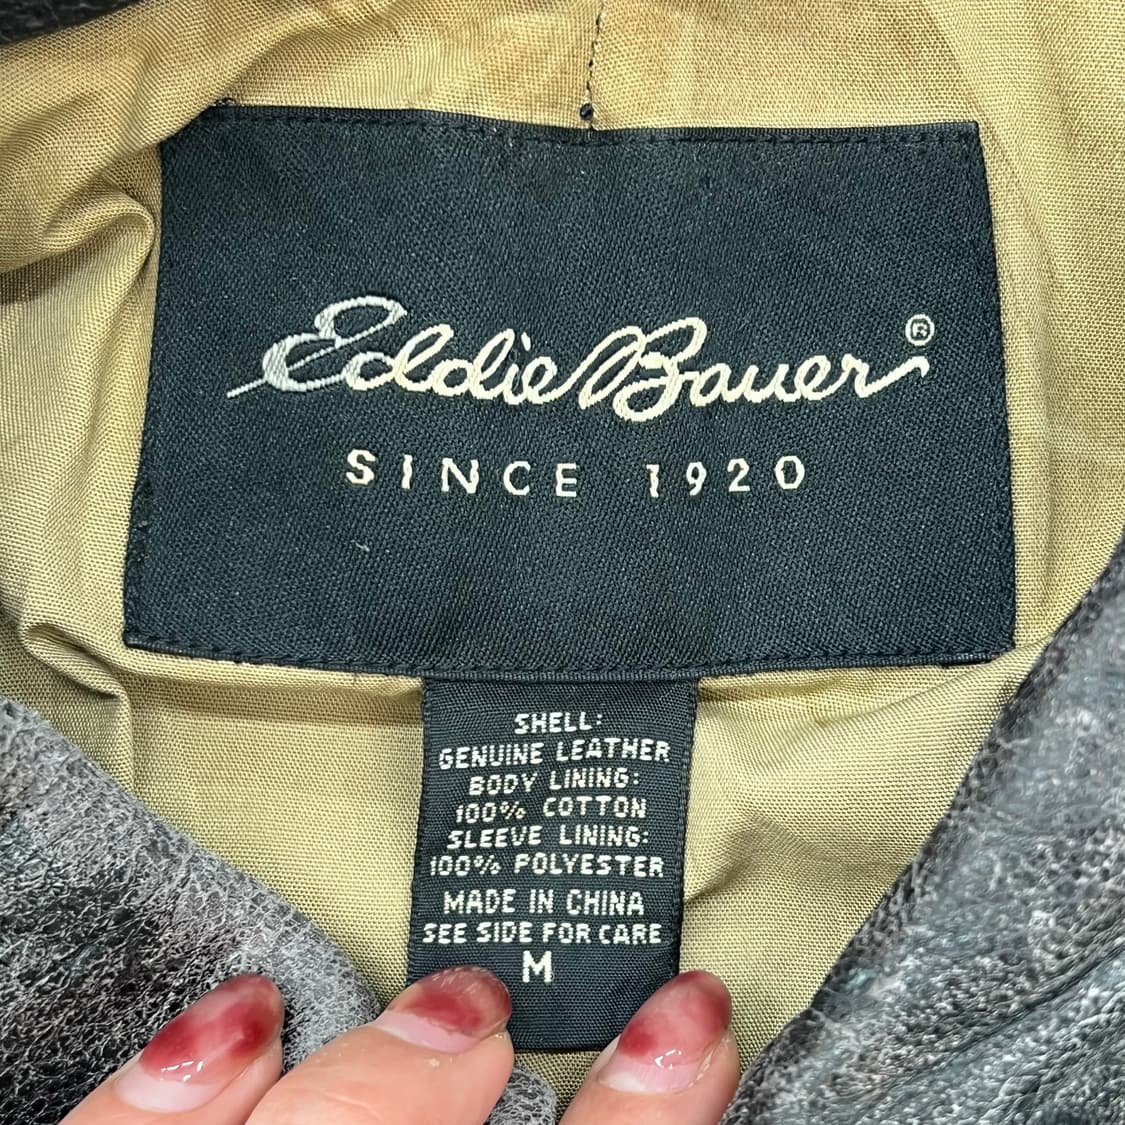 Eddie Bauer®
SINCE 1920
SHELL:
GENUINE LEATHER
BODY LINING:
100% COTTON
SLEEVE LINING:
100% POLYESTER
MADE IN CHINA
SEE SIDE FOR CARE
M